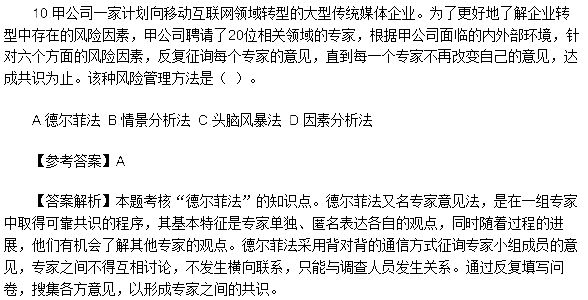 10 甲公司一家计划向移动互联网领域转型的大型传统媒体企业。为了更好地了解企业转
型中存在的风险因素，甲公司聘请了20位相关领域的专家，根据甲公司面临的内外部环境，针
对六个方面的风险因素，反复征询每个专家的意见，直到每一个专家不再改变自己的意见，达
成共识为止。该种风险管理方法是（ ）。
A 德尔菲法 B 情景分析法 C 头脑风暴法 D 因素分析法
【参考答案】A
【答案解析】本题考核“德尔菲法”的知识点。德尔菲法又名专家意见法，是在一组专家
中取得可靠共识的程序，其基本特征是专家单独、匿名表达各自的观点，同时随着过程的进
展，他们有机会了解其他专家的观点。德尔菲法采用背对背的通信方式征询专家小组成员的意
见，专家之间不得互相讨论，不发生横向联系，只能与调查人员发生关系。通过反复填写问
卷，搜集各方意见，以形成专家之间的共识。